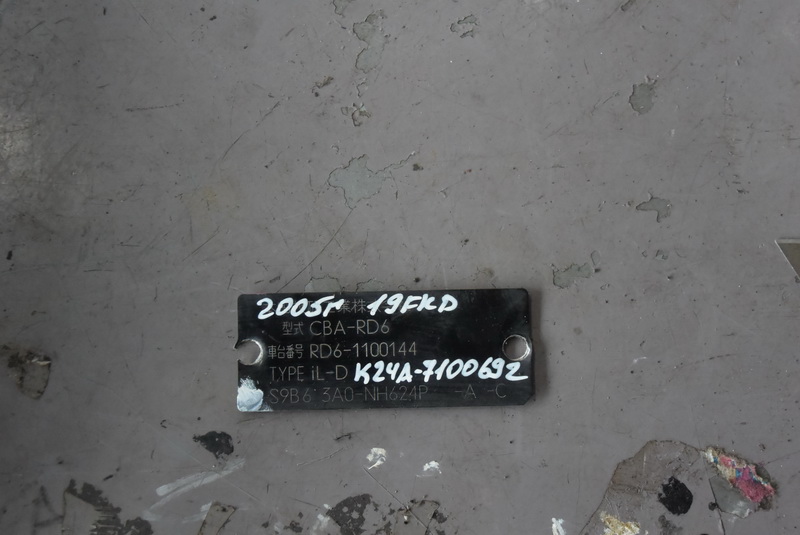 2005г 19FKD
型式 CBA-RD6
車台番号 RD6-1100144
TYPE iL-D K24A-7100692
S9B6 3A0-NH624P -A -C